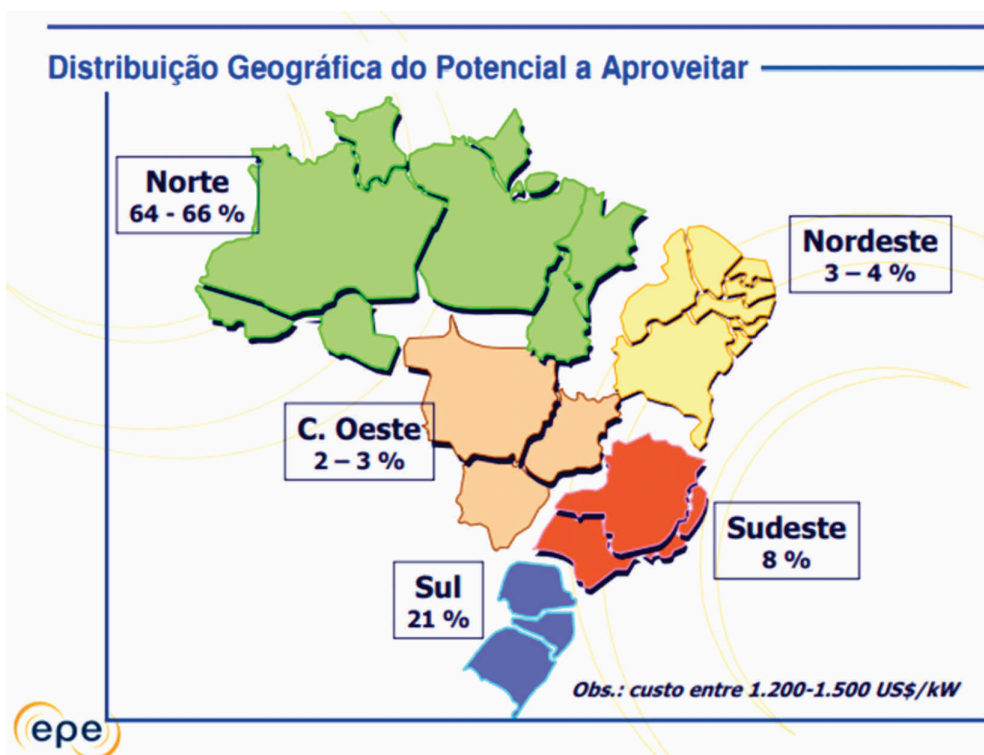 Distribuição Geográfica do Potencial a Aproveitar
Norte
64 - 66 %
Nordeste
3 – 4 %
C. Oeste
2 – 3 %
Sudeste
8 %
Sul
21 %
Obs.: custo entre 1.200-1.500 US$/kW
epe